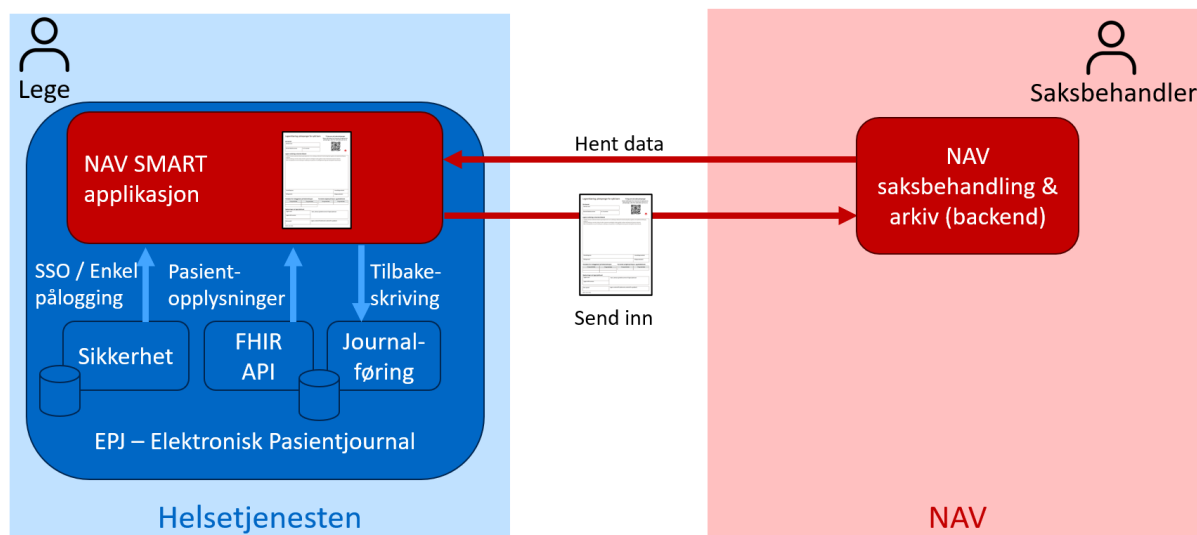 Lege
Saksbehandler
NAV SMART
applikasjon
Hent data
NAV
saksbehandling &
arkiv (backend)
SSO / Enkel
pålogging
Pasient-
opplysninger
Tilbake-
skriving
Send inn
Sikkerhet
FHIR
API
Journal-
føring
EPJ – Elektronisk Pasientjournal
Helsetjenesten
NAV